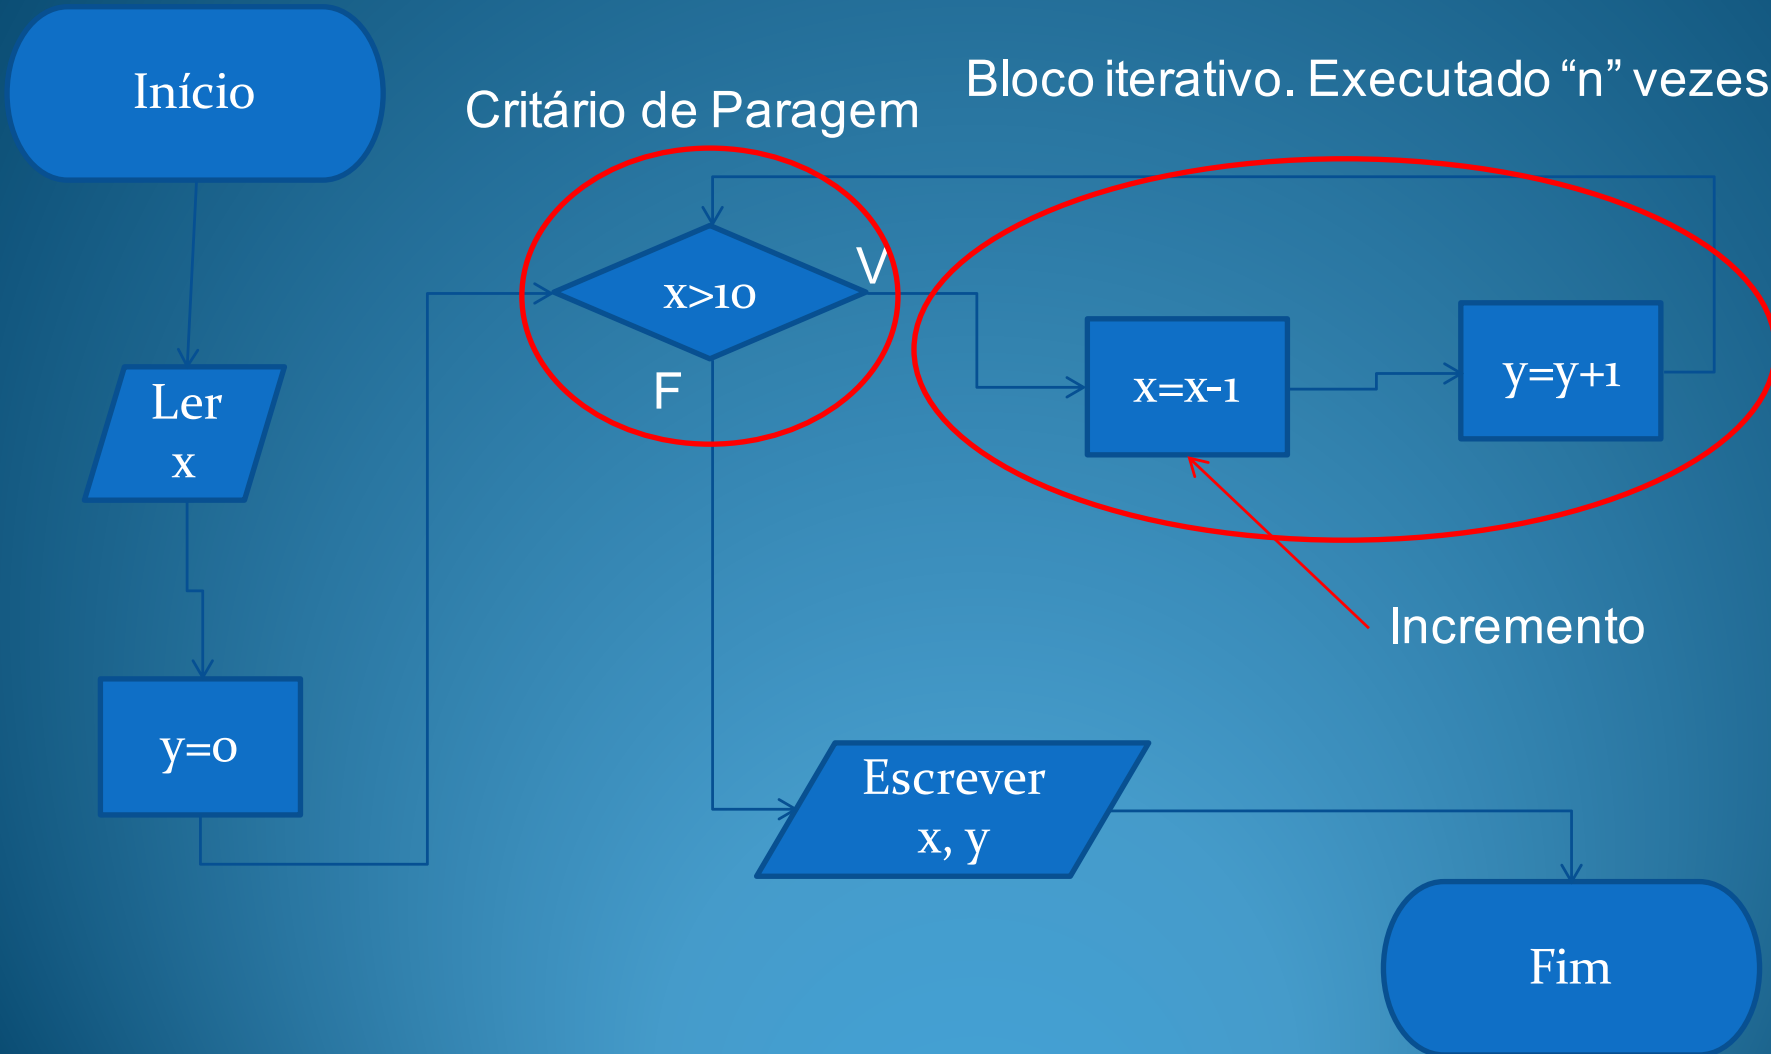 Início
Critário de Paragem
Bloco iterativo. Executado “n” vezes
x>10
V
F
Ler
x
x=x-1
y=y+1
Incremento
y=0
Escrever
x, y
Fim